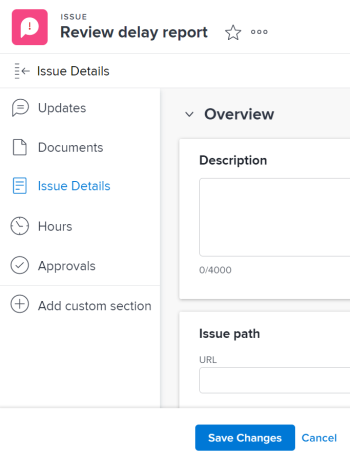 ISSUE
Review delay report
Issue Details
Updates
Documents
Issue Details
Hours
Approvals
Add custom section
Overview
Description
0/4000
Issue path
URL
Save Changes
Cancel